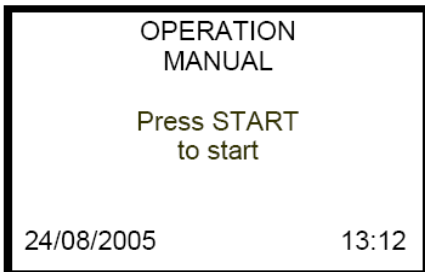 OPERATION
MANUAL
Press START
to start
24/08/2005 13:12